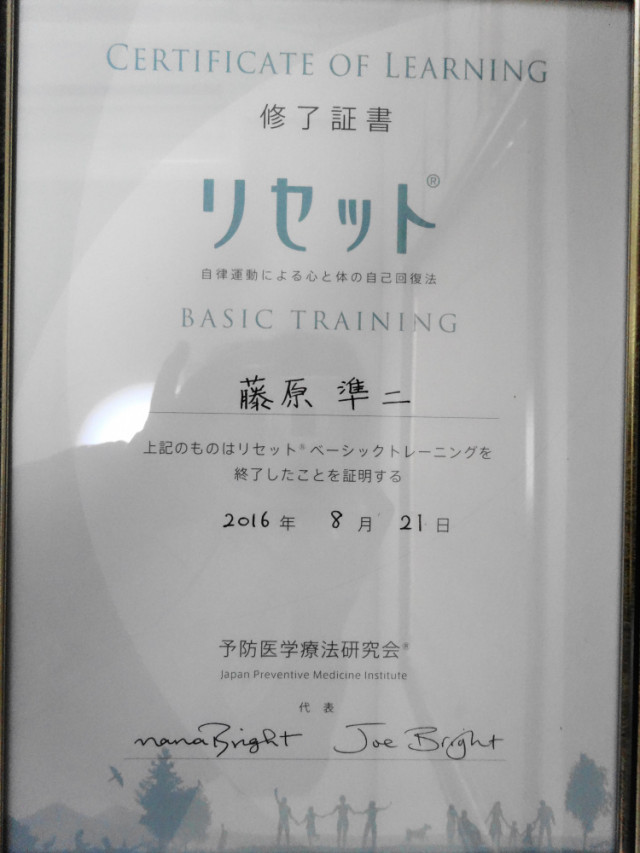 CERTIFICATE OF LEARNING
修了証書
リセット®
自律運動による心と体の自己回復法
BASIC TRAINING
藤原 準二
上記のものはリセット®ベーシックトレーニングを
終了したことを証明する
2016年 8月 21日
予防医学療法研究会®
Japan Preventive Medicine Institute
代表
nanaBright Joe Bright